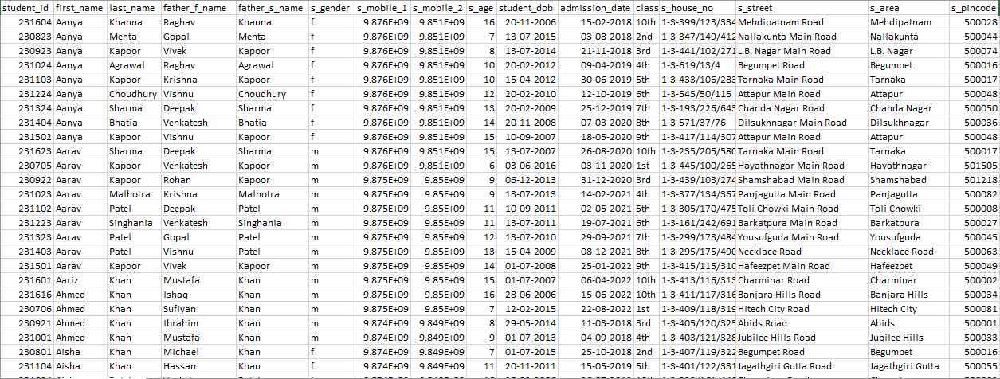 student_id first_name last_name father_f_name father_s_name s_gender s_mobile_1 s_mobile_2 s_age student_dob admission_date class s_house_no s_street s_area s_pincode
231604 Aanya Khanna Raghav Khanna f 9.876E+09 9.851E+09 16 20-11-2006 15-02-2018 10th 1-3-399/123/334 Mehdipatnam Road Mehdipatnam 500028
230823 Aanya Mehta Gopal Mehta f 9.876E+09 9.851E+09 7 13-07-2015 03-08-2018 2nd 1-3-347/149/412 Nallakunta Main Road Nallakunta 500044
230923 Aanya Kapoor Vivek Kapoor f 9.876E+09 9.851E+09 8 13-07-2014 21-11-2018 3rd 1-3-441/102/271 L.B. Nagar Main Road L.B. Nagar 500074
231024 Aanya Agrawal Raghav Agrawal f 9.876E+09 9.851E+09 10 20-02-2012 09-04-2019 4th 1-3-619/13/4 Begumpet Road Begumpet 500016
231103 Aanya Kapoor Krishna Kapoor f 9.876E+09 9.851E+09 10 15-04-2012 30-06-2019 5th 1-3-433/106/283 Tarnaka Main Road Tarnaka 500017
231224 Aanya Choudhury Vishnu Choudhury f 9.876E+09 9.851E+09 12 20-02-2010 12-10-2019 6th 1-3-545/50/115 Attapur Main Road Attapur 500048
231324 Aanya Sharma Deepak Sharma f 9.876E+09 9.851E+09 13 20-02-2009 25-12-2019 7th 1-3-193/226/643 Chanda Nagar Road Chanda Nagar 500050
231404 Aanya Bhatia Venkatesh Bhatia f 9.876E+09 9.851E+09 14 20-11-2008 07-03-2020 8th 1-3-571/37/76 Dilsukhnagar Main Road Dilsukhnagar 500036
231502 Aanya Kapoor Vishnu Kapoor f 9.876E+09 9.851E+09 15 10-09-2007 18-05-2020 9th 1-3-417/114/307 Attapur Main Road Attapur 500048
231623 Aarav Sharma Deepak Sharma m 9.876E+09 9.851E+09 15 13-07-2007 26-08-2020 10th 1-3-235/205/580 Tarnaka Main Road Tarnaka 500017
230705 Aarav Kapoor Venkatesh Kapoor m 9.876E+09 9.851E+09 6 03-06-2016 03-11-2020 1st 1-3-445/100/265 Hayathnagar Main Road Hayathnagar 501505
230922 Aarav Kapoor Rohan Kapoor m 9.875E+09 9.85E+09 9 06-12-2013 31-12-2020 3rd 1-3-439/103/274 Shamshabad Main Road Shamshabad 501218
231023 Aarav Malhotra Krishna Malhotra m 9.875E+09 9.85E+09 9 13-07-2013 14-02-2021 4th 1-3-377/134/367 Panjagutta Main Road Panjagutta 500082
231102 Aarav Patel Deepak Patel m 9.875E+09 9.85E+09 11 10-09-2011 02-05-2021 5th 1-3-305/170/475 Toli Chowki Main Road Toli Chowki 500008
231223 Aarav Singhania Venkatesh Singhania m 9.875E+09 9.85E+09 11 13-07-2011 19-07-2021 6th 1-3-161/242/691 Barkatpura Main Road Barkatpura 500027
231323 Aarav Patel Gopal Patel m 9.875E+09 9.85E+09 12 13-07-2010 29-09-2021 7th 1-3-299/173/484 Yousufguda Main Road Yousufguda 500045
231403 Aarav Patel Vishnu Patel m 9.875E+09 9.85E+09 13 15-04-2009 08-12-2021 8th 1-3-295/175/490 Necklace Road Necklace Road 500063
231501 Aarav Kapoor Vivek Kapoor m 9.875E+09 9.85E+09 14 01-07-2008 25-01-2022 9th 1-3-415/115/310 Hafeezpet Main Road Hafeezpet 500049
231601 Aariz Khan Mustafa Khan m 9.875E+09 9.85E+09 15 01-07-2007 06-04-2022 10th 1-3-413/116/313 Charminar Road Charminar 500002
231616 Ahmed Khan Ishaq Khan m 9.875E+09 9.85E+09 16 28-06-2006 15-06-2022 10th 1-3-411/117/316 Banjara Hills Road Banjara Hills 500034
230706 Ahmed Khan Sufiyan Khan m 9.875E+09 9.85E+09 7 12-02-2015 22-08-2022 1st 1-3-409/118/319 Hitech City Road Hitech City 500081
230921 Ahmed Khan Ibrahim Khan m 9.874E+09 9.849E+09 8 29-05-2014 11-03-2018 3rd 1-3-405/120/325 Abids Road Abids 500001
231001 Ahmed Khan Mustafa Khan m 9.874E+09 9.849E+09 9 01-07-2013 04-09-2018 4th 1-3-403/121/328 Jubilee Hills Road Jubilee Hills 500033
230801 Aisha Khan Michael Khan f 9.874E+09 9.849E+09 7 01-07-2015 25-10-2018 2nd 1-3-407/119/322 Begumpet Road Begumpet 500016
231104 Aisha Khan Hassan Khan f 9.874E+09 9.849E+09 11 20-11-2011 15-05-2019 5th 1-3-401/122/331 Jagathgiri Gutta Road Jagathgiri Gutta 500055